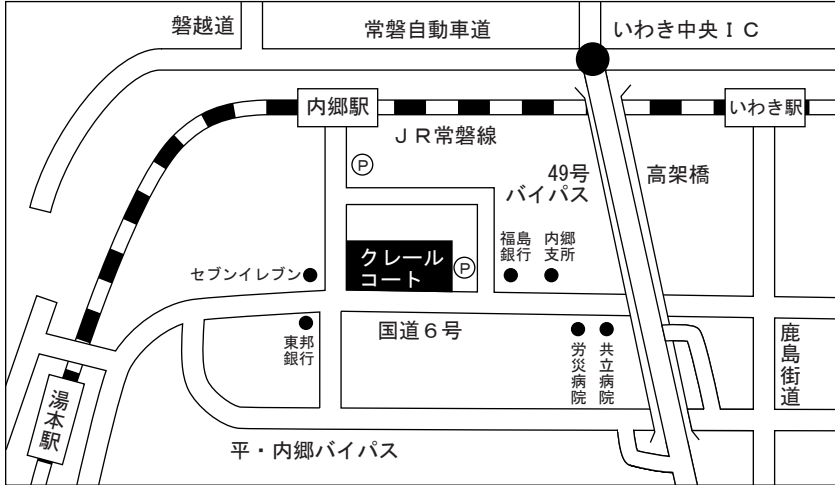 磐越道
常磐自動車道
いわき中央ＩＣ
内郷駅
いわき駅
ＪＲ常磐線
P
49号
バイパス
高架橋
福島
銀行
内郷
支所
クレール
コート
P
セブンイレブン
国道６号
東邦
銀行
労災病院
共立病院
鹿島街道
湯本駅
平・内郷バイパス